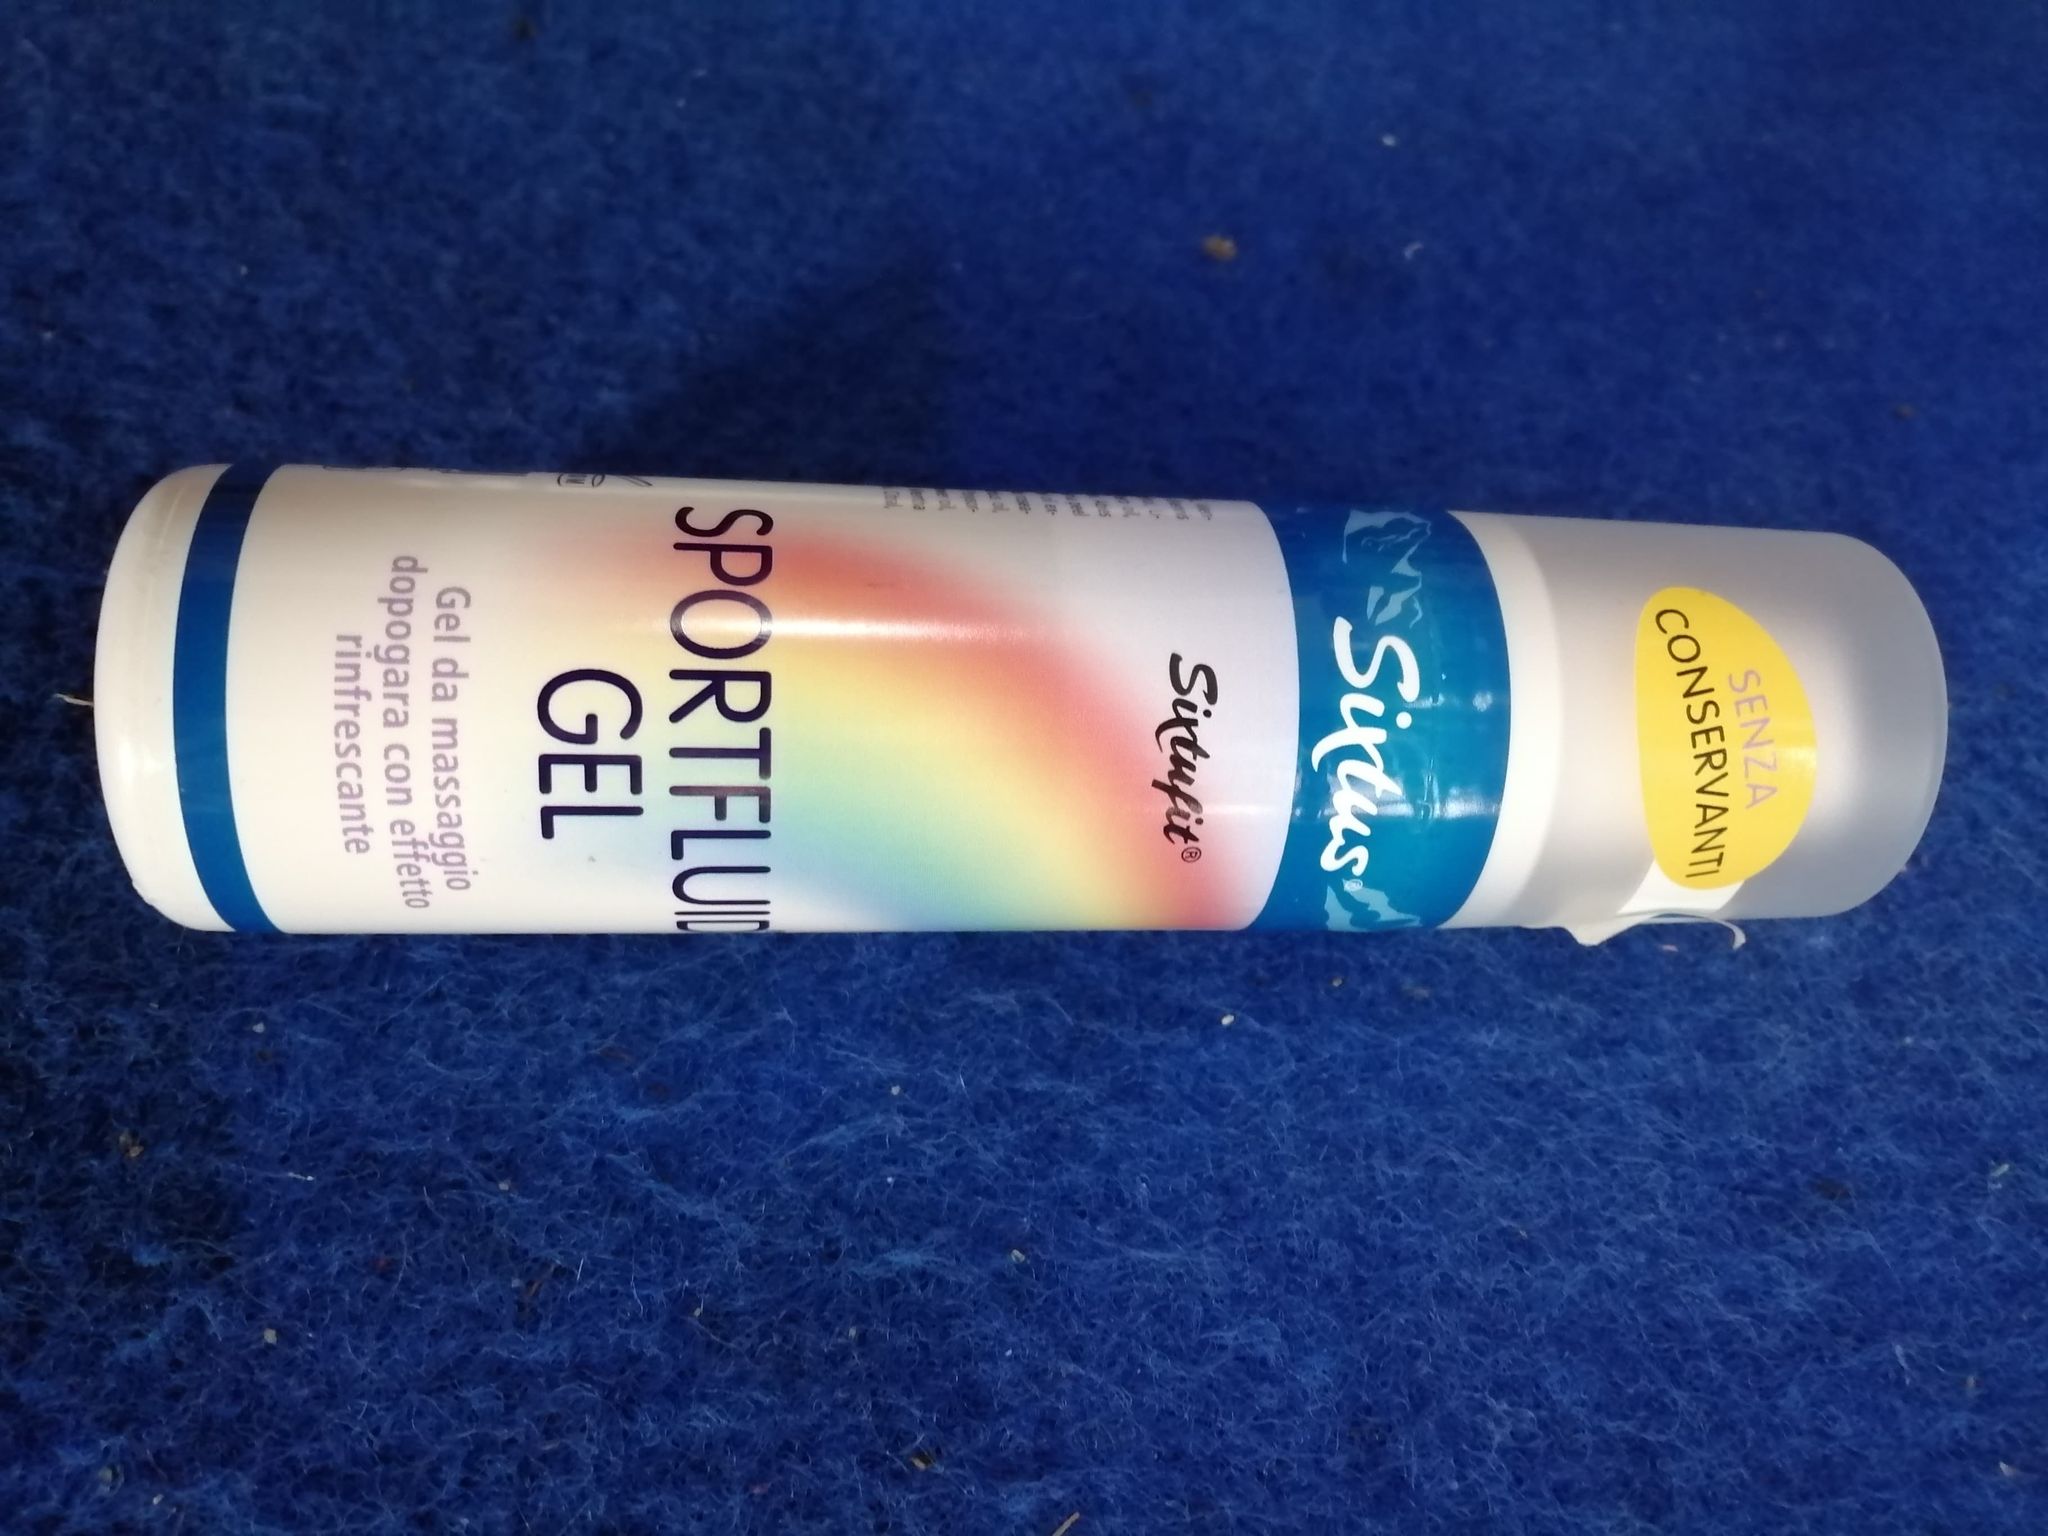 SENZA
CONSERVANTI
Sixtus®
Sixtufit®
SPORTFLUID
GEL
Gel da massaggio
dopogara con effetto
rinfrescante